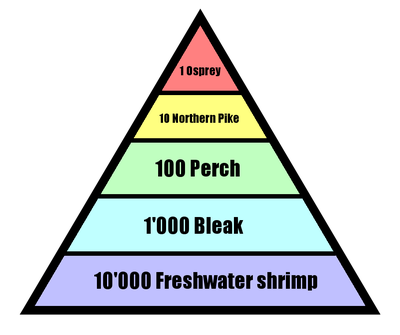 1 Osprey
10 Northern Pike
100 Perch
1'000 Bleak
10'000 Freshwater shrimp